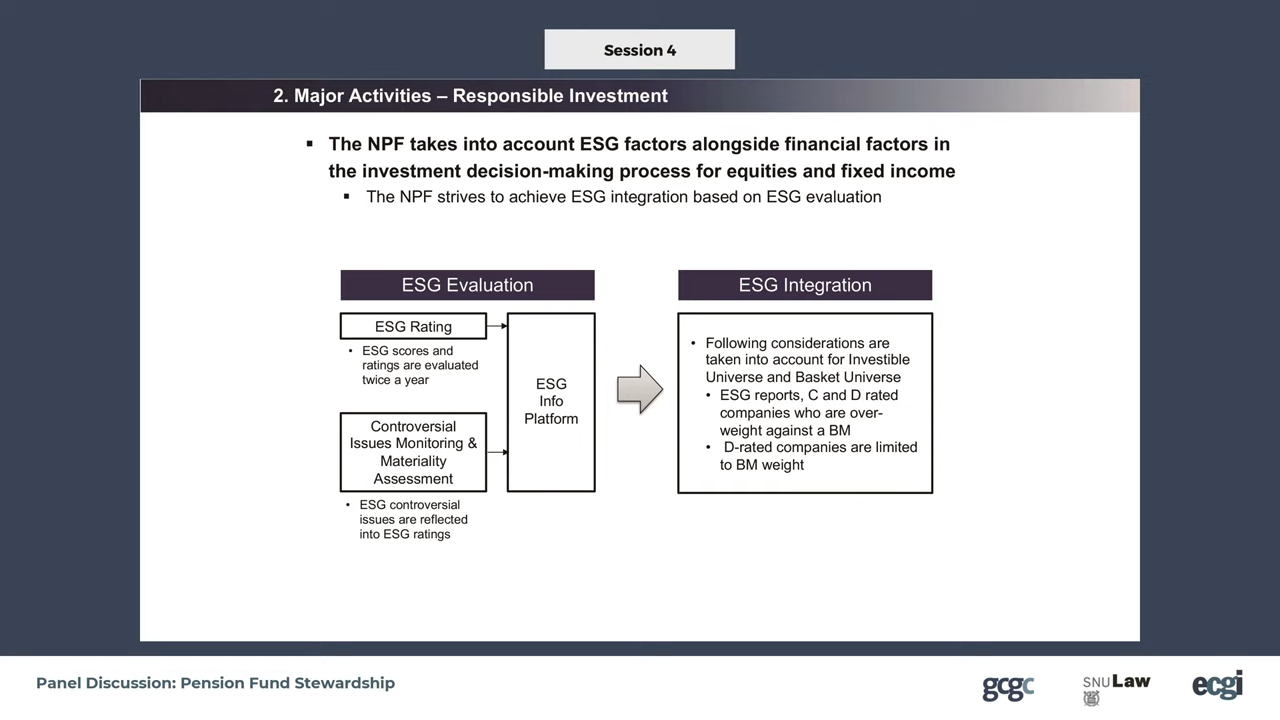 Session 4
2. Major Activities – Responsible Investment
▪ The NPF takes into account ESG factors alongside financial factors in
the investment decision-making process for equities and fixed income
▪ The NPF strives to achieve ESG integration based on ESG evaluation
ESG Evaluation
ESG Rating
• ESG scores and
ratings are evaluated
twice a year
Controversial
Issues Monitoring &
Materiality
Assessment
• ESG controversial
issues are reflected
into ESG ratings
ESG
Info
Platform
ESG Integration
• Following considerations are
taken into account for Investible
Universe and Basket Universe
• ESG reports, C and D rated
companies who are over-
weight against a BM
• D-rated companies are limited
to BM weight
Panel Discussion: Pension Fund Stewardship
gcgc
SNU Law
ecgi